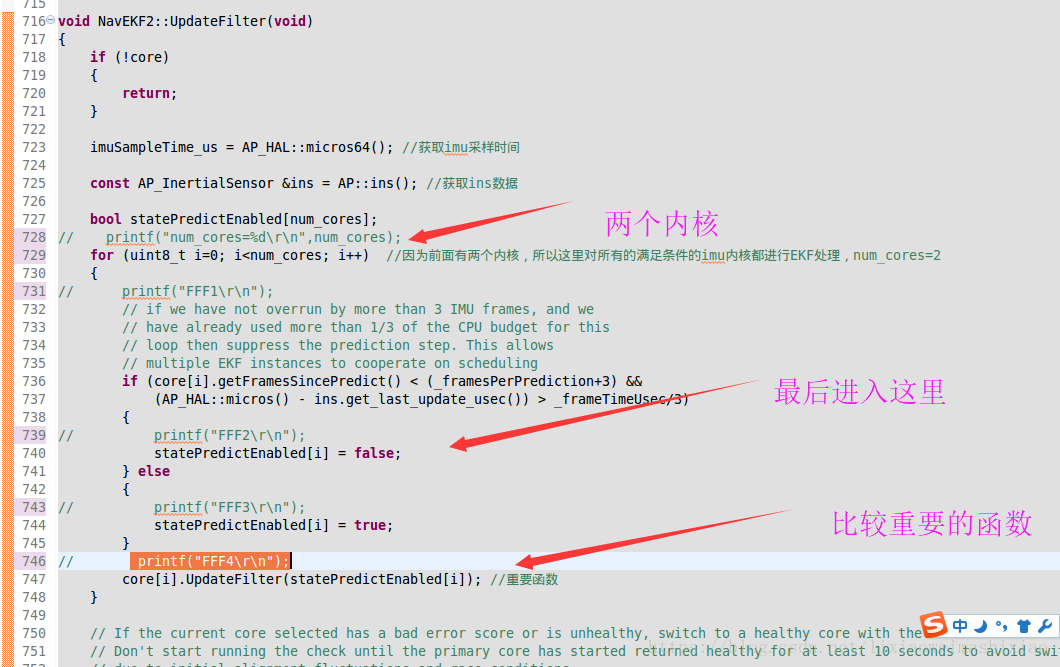 715
716 void NavEKF2::UpdateFilter(void)
717 {
718 if (!core)
719 {
720 return;
721 }
722
723 imuSampleTime_us = AP_HAL::micros64(); //获取imu采样时间
724
725 const AP_InertialSensor &ins = AP::ins(); //获取ins数据
726
727 bool statePredictEnabled[num_cores];
两个内核
728 // printf("num_cores=%d\r\n",num_cores);
729 for (uint8_t i=0; i<num_cores; i++) //因为前面有两个内核，所以这里对所有的满足条件的imu内核都进行EKF处理，num_cores=2
730 {
731 // printf("FFF1\r\n");
732 // if we have not overrun by more than 3 IMU frames, and we
733 // have already used more than 1/3 of the CPU budget for this
734 // loop then suppress the prediction step. This allows
735 // multiple EKF instances to cooperate on scheduling
736 if (core[i].getFramesSincePredict() < (_framesPerPrediction+3) &&
最后进入这里
737 (AP_HAL::micros() - ins.get_last_update_usec()) > _frameTimeUsec/3)
738 {
739 // printf("FFF2\r\n");
740 statePredictEnabled[i] = false;
741 } else
742 {
743 // printf("FFF3\r\n");
744 statePredictEnabled[i] = true;
比较重要的函数
745 }
746 // printf("FFF4\r\n");
747 core[i].UpdateFilter(statePredictEnabled[i]); //重要函数
748 }
749
750 // If the current core selected has a bad error score or is unhealthy, switch to a healthy core with the
中
751 // Don't start running the check until the primary core has started returned healthy for at least 10 seconds to avoid swi